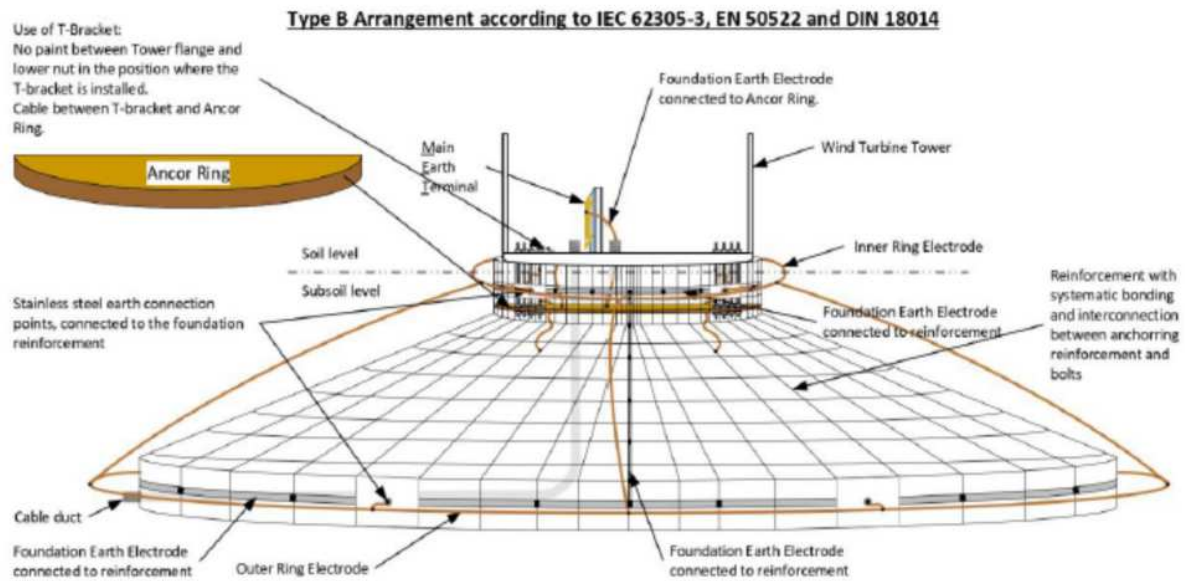 Type B Arrangement according to IEC 62305-3, EN 50522 and DIN 18014
Use of T-Bracket:
No paint between Tower flange and
lower nut in the position where the
T-bracket is installed.
Cable between T-bracket and Ancor
Ring.
Ancor Ring
Main
Earth
Terminal
Foundation Earth Electrode
connected to Ancor Ring.
Wind Turbine Tower
Soil level
Subsoil level
Inner Ring Electrode
Stainless steel earth connection
points, connected to the foundation
reinforcement
Foundation Earth Electrode
connected to reinforcement
Reinforcement with
systematic bonding
and interconnection
between anchorring
reinforcement and
bolts
Cable duct
Foundation Earth Electrode
connected to reinforcement
Outer Ring Electrode
Foundation Earth Electrode
connected to reinforcement